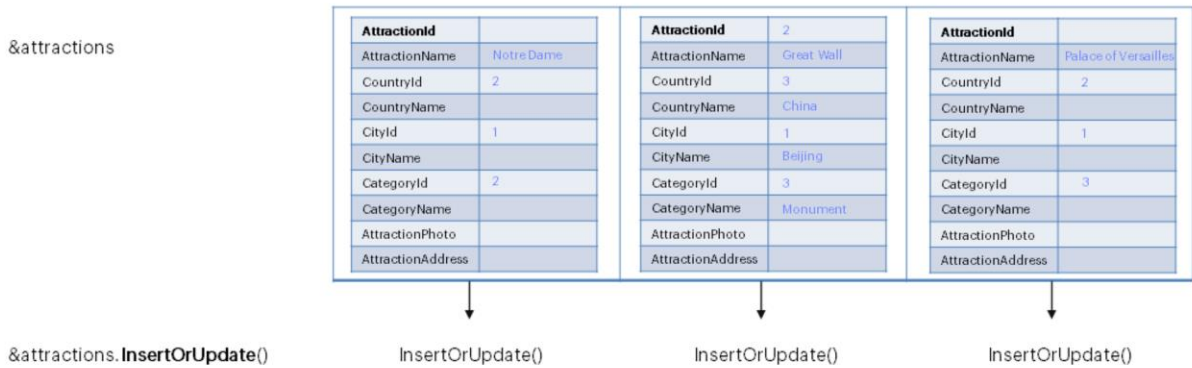 &attractions
AttractionId
AttractionName Notre Dame
CountryId 2
CountryName
CityId 1
CityName
CategoryId 2
CategoryName
AttractionPhoto
AttractionAddress
AttractionId 2
AttractionName Great Wall
CountryId 3
CountryName China
CityId 1
CityName Beijing
CategoryId 3
CategoryName Monument
AttractionPhoto
AttractionAddress
AttractionId
AttractionName Palace of Versailles
CountryId 2
CountryName
CityId 1
CityName
CategoryId 3
CategoryName
AttractionPhoto
AttractionAddress
&attractions.InsertOrUpdate() InsertOrUpdate() InsertOrUpdate() InsertOrUpdate()